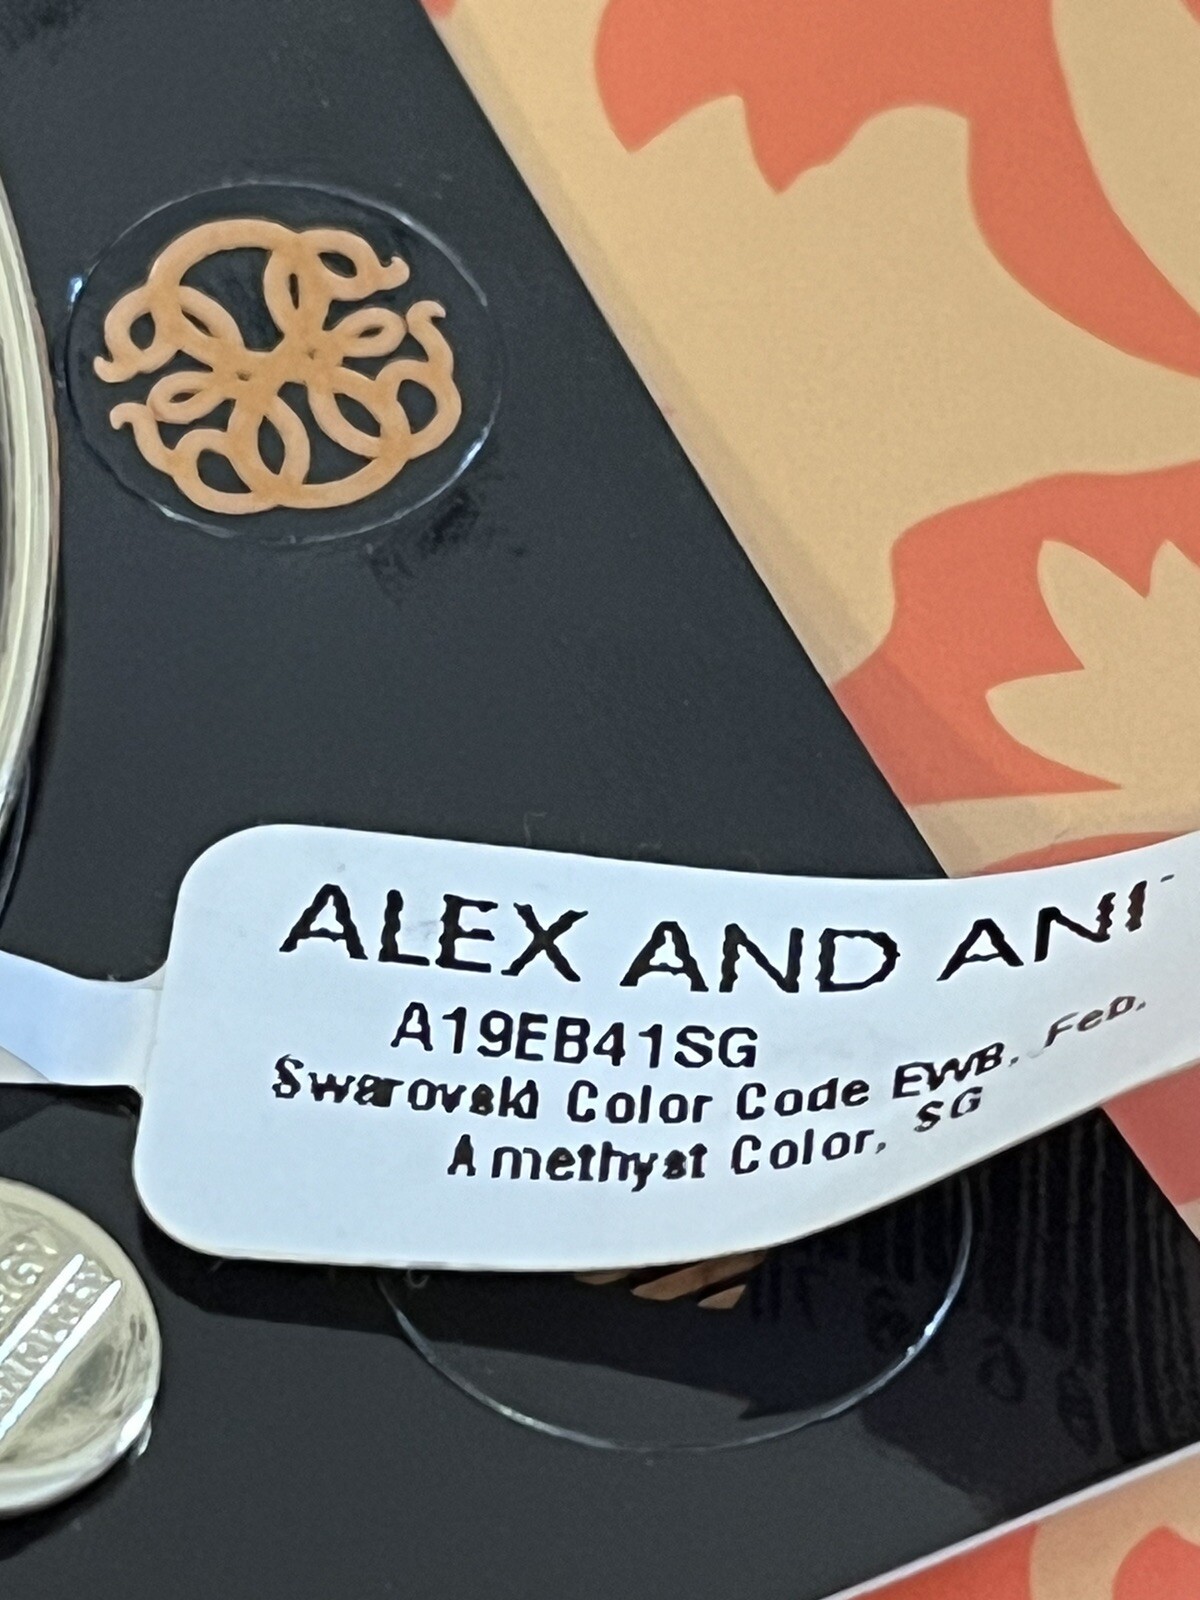 ALEX AND ANI
A19EB41SG
Swarovski Color Code EWB, Feb,
Amethyst Color, SG